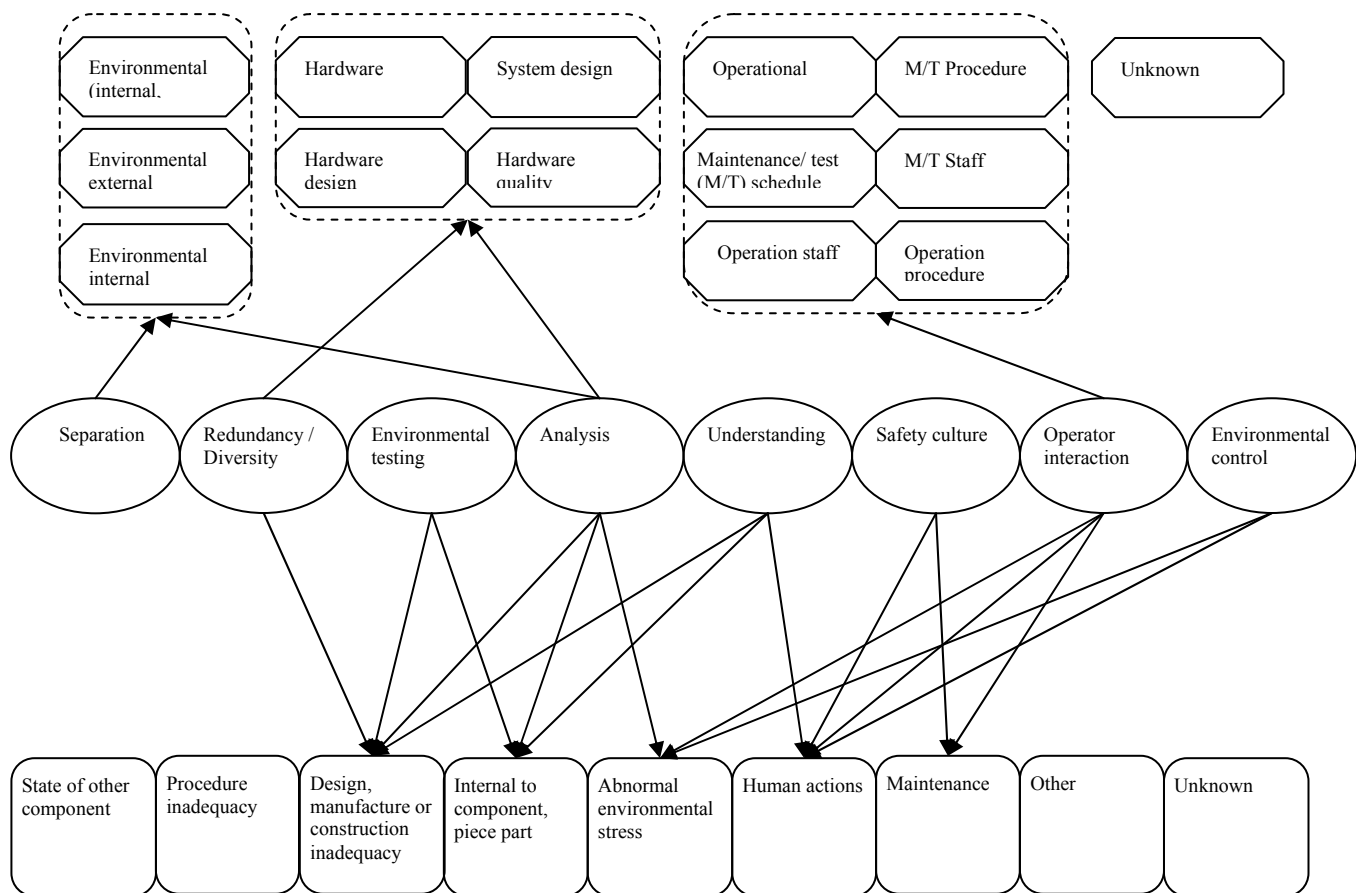 Environmental
(internal,
Hardware
System design
Operational
M/T Procedure
Unknown
Environmental
external
Hardware
design
Hardware
quality
Maintenance/ test
(M/T) schedule
M/T Staff
Environmental
internal
Operation staff
Operation
procedure
Separation
Redundancy /
Diversity
Environmental
testing
Analysis
Understanding
Safety culture
Operator
interaction
Environmental
control
State of other
component
Procedure
inadequacy
Design,
manufacture or
construction
inadequacy
Internal to
component,
piece part
Abnormal
environmental
stress
Human actions
Maintenance
Other
Unknown